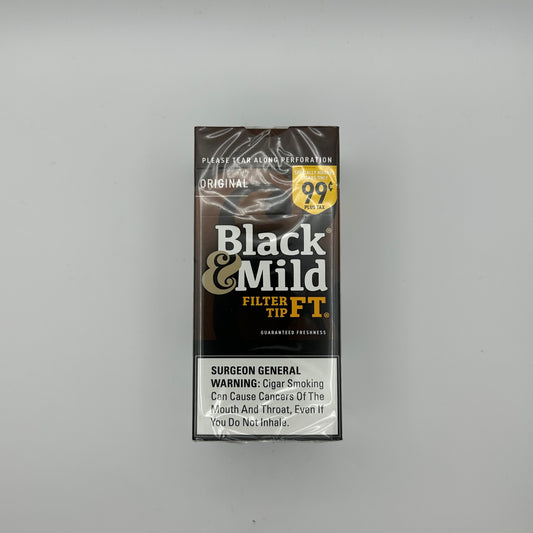 PLEASE TEAR ALONG PERFORATION
ORIGINAL
99¢
PLUS TAX
Black®
& Mild
FILTER
TIP FT®
GUARANTEED FRESHNESS
SURGEON GENERAL
WARNING: Cigar Smoking
Can Cause Cancers Of The
Mouth And Throat, Even If
You Do Not Inhale.